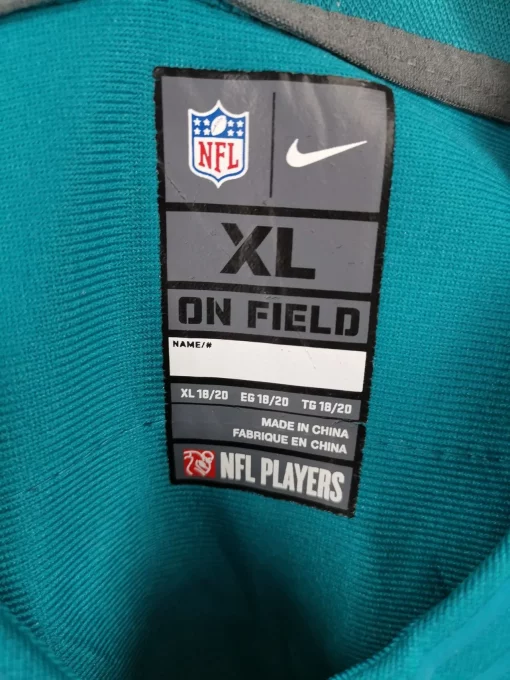 NFL
XL
ON FIELD
NAME/#
XL 18/20 EG 18/20 TG 18/20
MADE IN CHINA
FABRIQUE EN CHINA
NFL PLAYERS